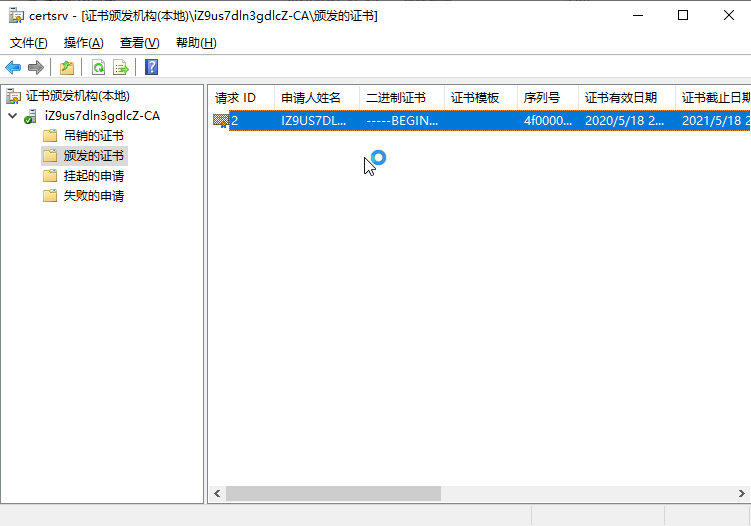 certsrv - [证书颁发机构(本地)\iZ9us7dln3gdlcZ-CA\颁发的证书]
文件(F) 操作(A) 查看(V) 帮助(H)
证书颁发机构(本地)
iZ9us7dln3gdlcZ-CA
吊销的证书
颁发的证书
挂起的申请
失败的申请
请求 ID 申请人姓名 二进制证书 证书模板 序列号 证书有效日期 证书截止日期
2 IZ9US7DL... -----BEGIN... 4f0000... 2020/5/18 2... 2021/5/18 2